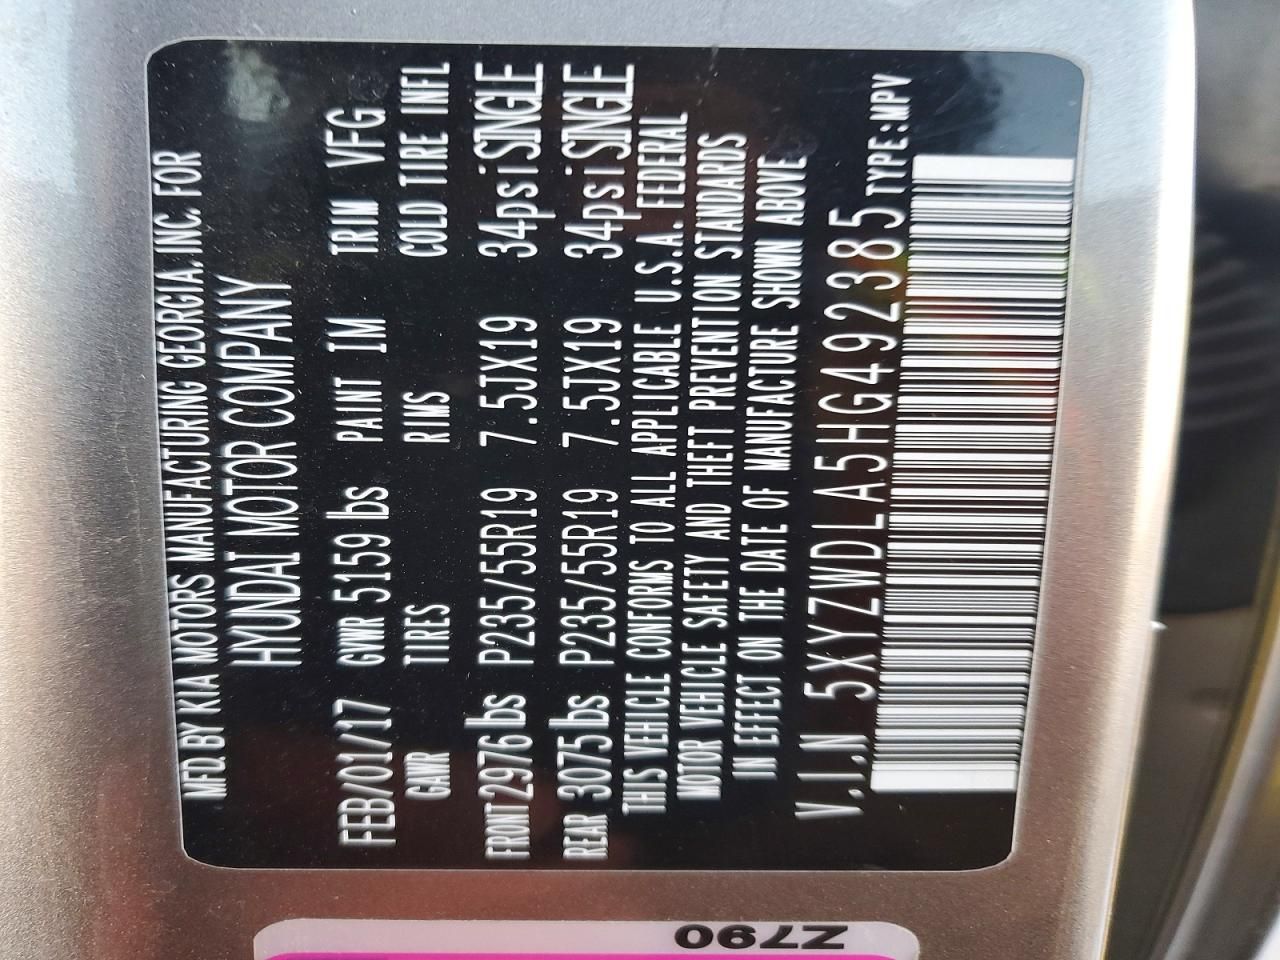 MFD. BY KIA MOTORS MANUFACTURING GEORGIA. INC. FOR
HYUNDAI MOTOR COMPANY
FEB/01/17 GVWR 5159 lbs PAINT IM TRIM VFG
GAWR TIRES RIMS COLD TIRE INFL
FRONT 2976 lbs P235/55R19 7.5JX19 34psi SINGLE
REAR 3075 lbs P235/55R19 7.5JX19 34psi SINGLE
THIS VEHICLE CONFORMS TO ALL APPLICABLE U.S.A. FEDERAL
MOTOR VEHICLE SAFETY AND THEFT PREVENTION STANDARDS
IN EFFECT ON THE DATE OF MANUFACTURE SHOWN ABOVE
V.I.N 5XYZWDLA5HG492385 TYPE:MPV
Z790